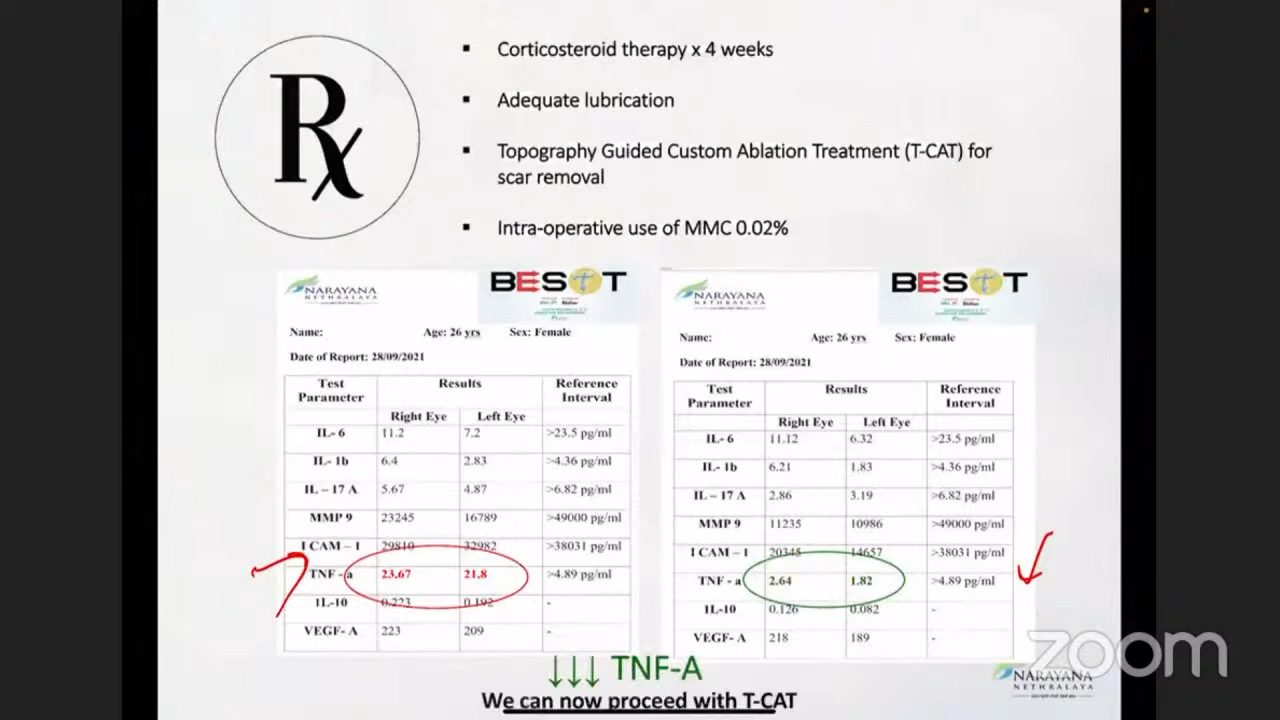 Rx
▪ Corticosteroid therapy x 4 weeks
▪ Adequate lubrication
▪ Topography Guided Custom Ablation Treatment (T-CAT) for
scar removal
▪ Intra-operative use of MMC 0.02%
NARAYANA
NETHRALAYA
BEST
Name: Age: 26 yrs Sex: Female
Date of Report: 28/09/2021
Test Parameter Results Reference Interval
Right Eye Left Eye
IL- 6 11.2 7.2 >23.5 pg/ml
IL- 1b 6.4 2.83 >4.36 pg/ml
IL – 17 A 5.67 4.87 >6.82 pg/ml
MMP 9 23245 16789 >49000 pg/ml
I CAM – I 29810 32982 >38031 pg/ml
TNF - a 23.67 21.8 >4.89 pg/ml
1L-10 0.223 0.192 -
VEGF- A 223 209 -
NARAYANA
NETHRALAYA
BEST
Name: Age: 26 yrs Sex: Female
Date of Report: 28/09/2021
Test Parameter Results Reference Interval
Right Eye Left Eye
IL- 6 11.12 6.32 >23.5 pg/ml
IL- 1b 6.21 1.83 >4.36 pg/ml
IL – 17 A 2.86 3.19 >6.82 pg/ml
MMP 9 11235 10986 >49000 pg/ml
I CAM – I 20345 14657 >38031 pg/ml
TNF - a 2.64 1.82 >4.89 pg/ml
1L-10 0.126 0.082 -
VEGF- A 218 189 -
↓↓↓ TNF-A
We can now proceed with T-CAT
zoom
NARAYANA
NETHRALAYA